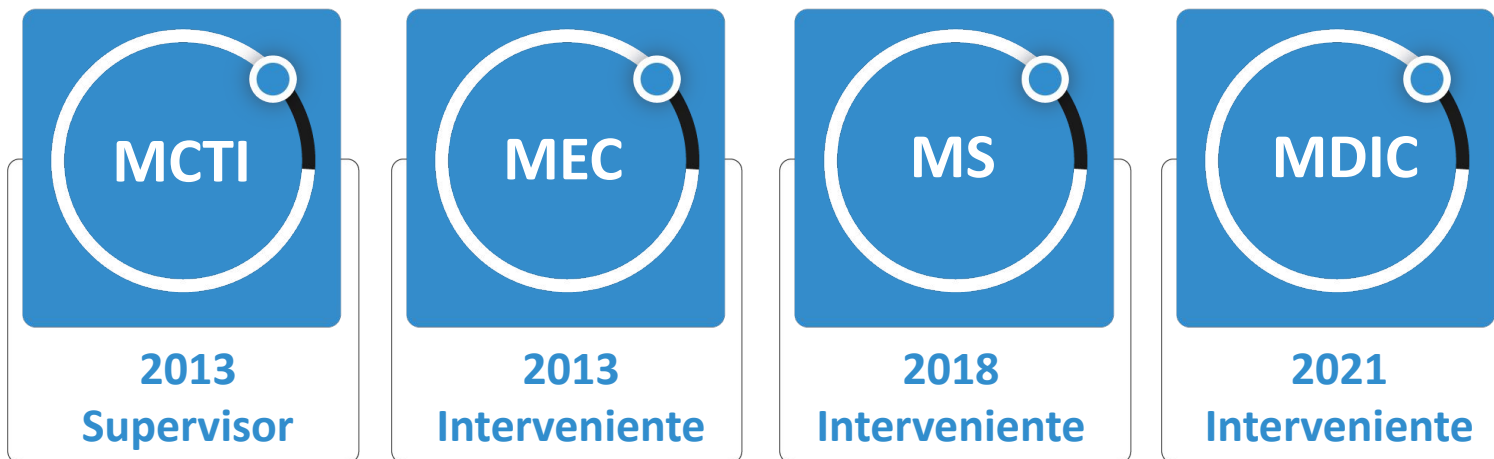 MCTI
2013
Supervisor
MEC
2013
Interveniente
MS
2018
Interveniente
MDIC
2021
Interveniente